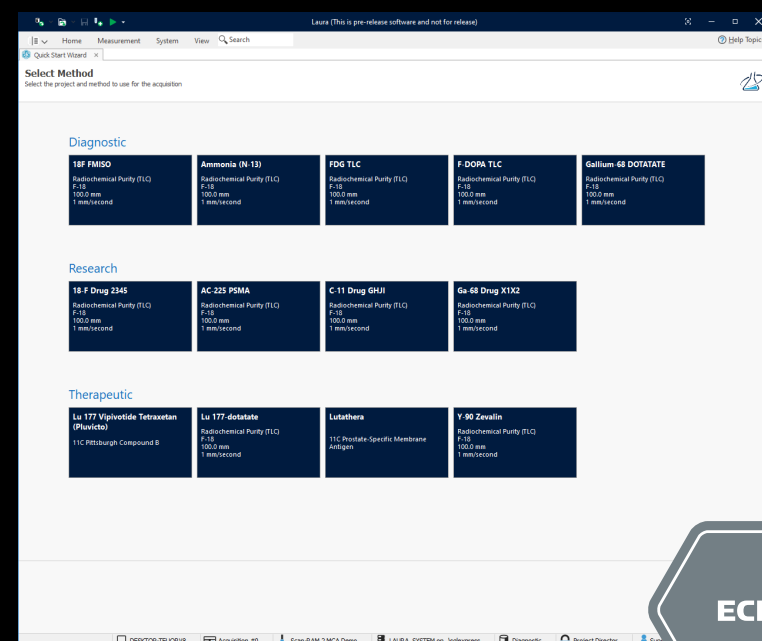 Laura (This is pre-release software and not for release)
Home Measurement System View Search
Help Topic
Quick Start Wizard ×
Select Method
Select the project and method to use for the acquisition
Diagnostic
18F FMISO
Radiochemical Purity (TLC)
F-18
100.0 mm
1 mm/second
Ammonia (N-13)
Radiochemical Purity (TLC)
F-18
100.0 mm
1 mm/second
FDG TLC
Radiochemical Purity (TLC)
F-18
100.0 mm
1 mm/second
F-DOPA TLC
Radiochemical Purity (TLC)
F-18
100.0 mm
1 mm/second
Gallium-68 DOTATATE
Radiochemical Purity (TLC)
F-18
100.0 mm
1 mm/second
Research
18-F Drug 2345
Radiochemical Purity (TLC)
F-18
100.0 mm
1 mm/second
AC-225 PSMA
Radiochemical Purity (TLC)
F-18
100.0 mm
1 mm/second
C-11 Drug GHJI
Radiochemical Purity (TLC)
F-18
100.0 mm
1 mm/second
Ga-68 Drug X1X2
Radiochemical Purity (TLC)
F-18
100.0 mm
1 mm/second
Therapeutic
Lu 177 Vipivotide Tetraxetan
(Pluvicto)
11C Pittsburgh Compound B
Lu 177-dotatate
Radiochemical Purity (TLC)
F-18
100.0 mm
1 mm/second
Lutathera
11C Prostate-Specific Membrane
Antigen
Y-90 Zevalin
Radiochemical Purity (TLC)
F-18
100.0 mm
1 mm/second